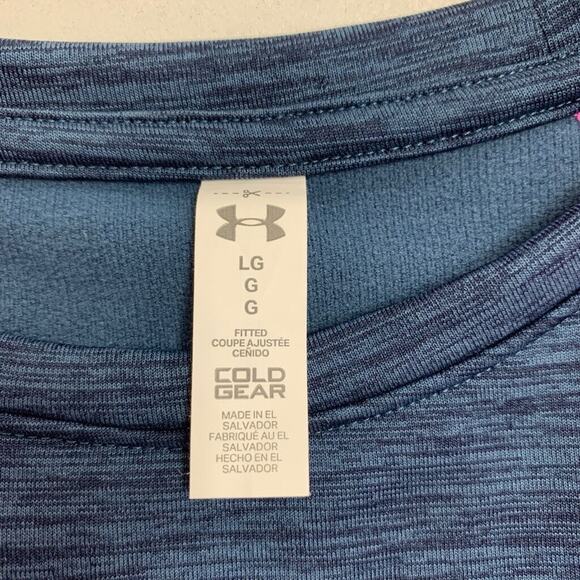 LG
G
G
FITTED
COUPE AJUSTÉE
CEÑIDO
COLD
GEAR
MADE IN EL
SALVADOR
FABRIQUÉ AU EL
SALVADOR
HECHO EN EL
SALVADOR